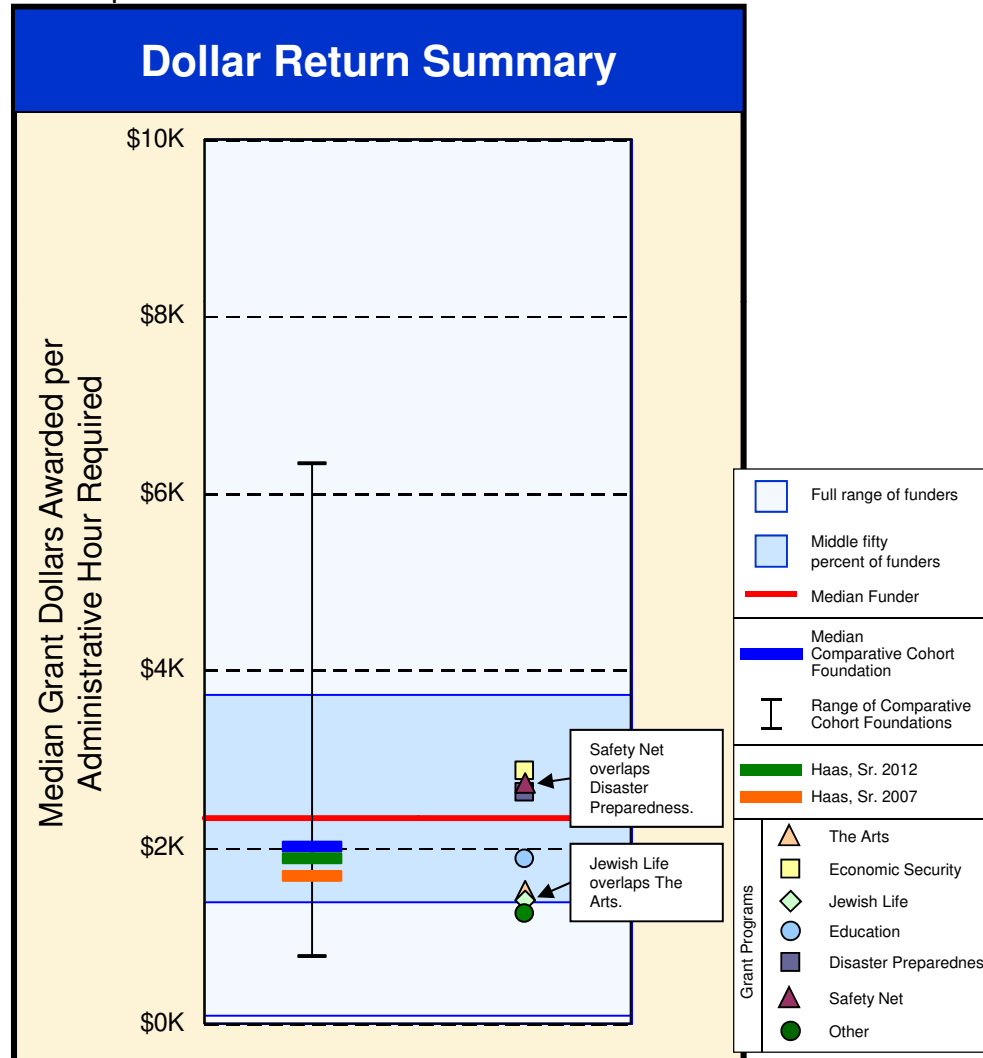 Dollar Return Summary
Median Grant Dollars Awarded per
Administrative Hour Required
$10K
$8K
$6K
$4K
$2K
$0K
Safety Net
overlaps
Disaster
Preparedness.
Jewish Life
overlaps The
Arts.
Full range of funders
Middle fifty
percent of funders
Median Funder
Median
Comparative Cohort
Foundation
Range of Comparative
Cohort Foundations
Haas, Sr. 2012
Haas, Sr. 2007
Grant Programs
The Arts
Economic Security
Jewish Life
Education
Disaster Preparednes
Safety Net
Other